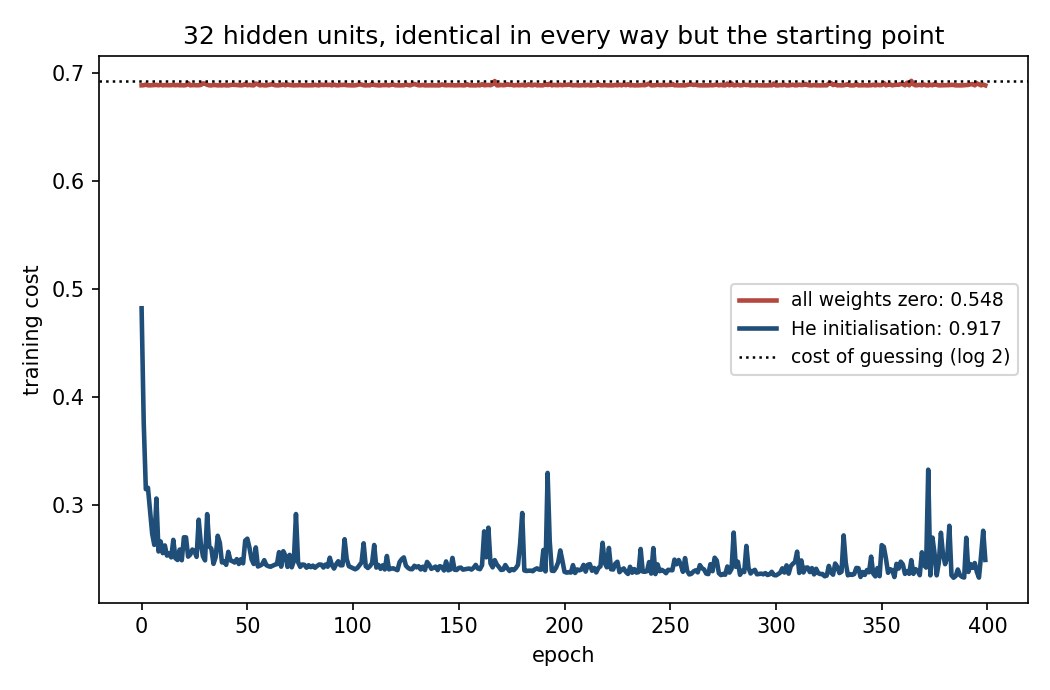 32 hidden units, identical in every way but the starting point
training cost
0.7
0.6
0.5
0.4
0.3
all weights zero: 0.548
He initialisation: 0.917
cost of guessing (log 2)
0 50 100 150 200 250 300 350 400
epoch